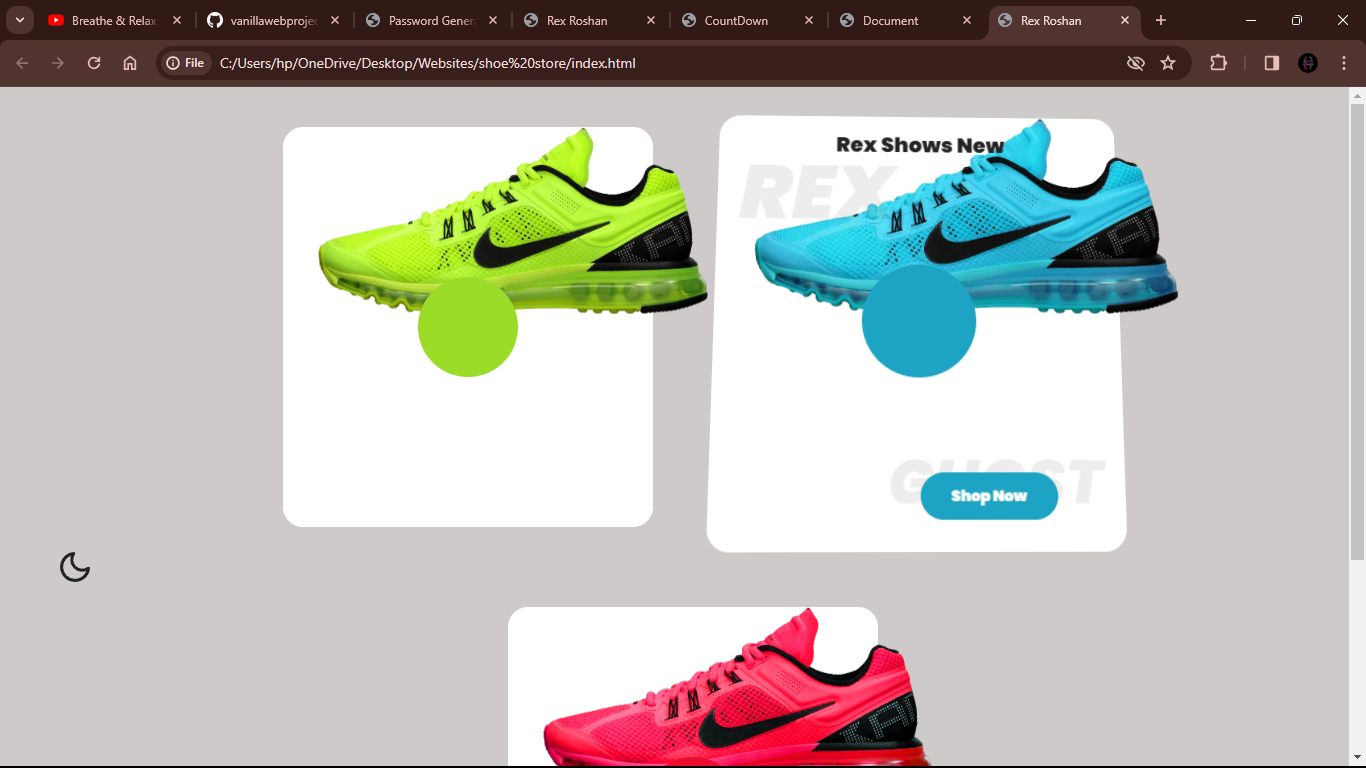 Breathe & Relax
vanillawebprojec
Password Gener
Rex Roshan
CountDown
Document
Rex Roshan
File
C:/Users/hp/OneDrive/Desktop/Websites/shoe%20store/index.html
Rex Shows New
REX
GHOST
Shop Now